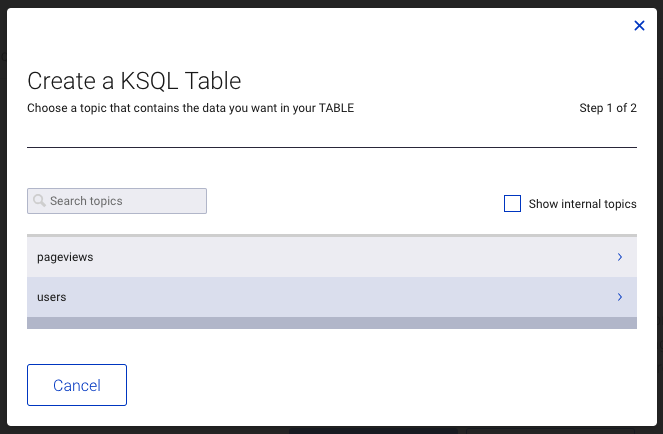 Create a KSQL Table
Choose a topic that contains the data you want in your TABLE
Step 1 of 2
Search topics
Show internal topics
pageviews
users
Cancel